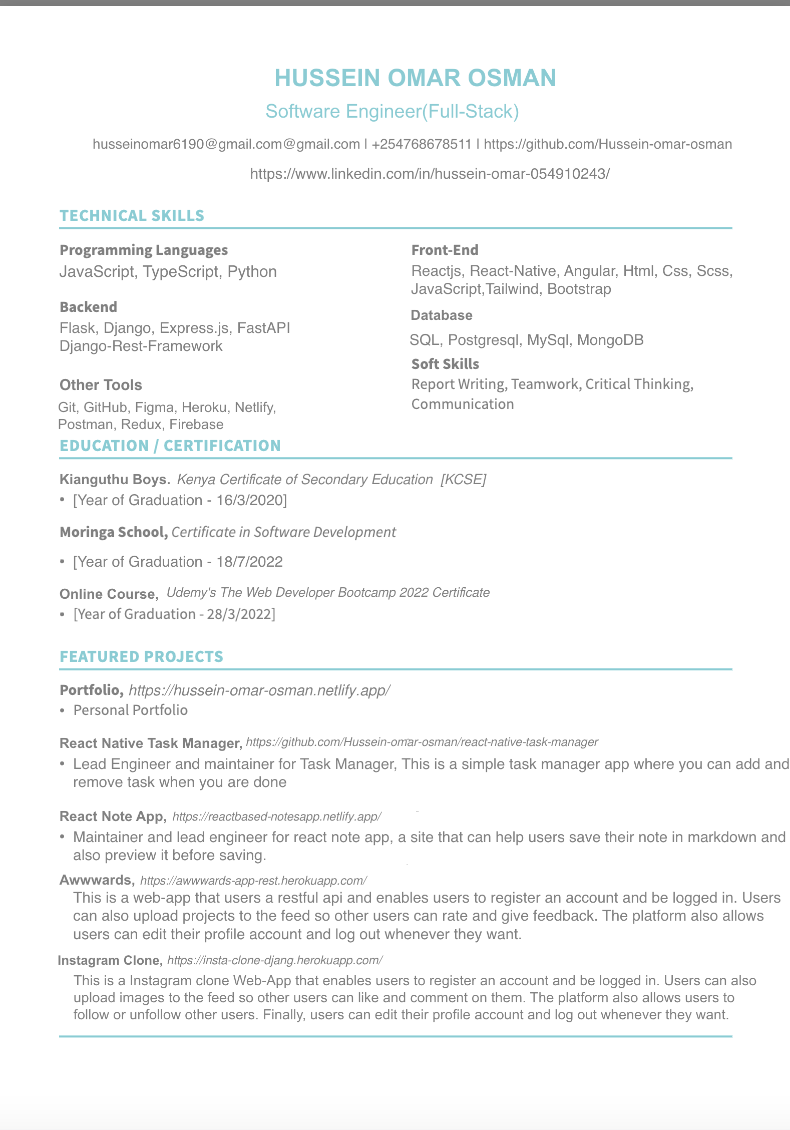 HUSSEIN OMAR OSMAN
Software Engineer(Full-Stack)
husseinomar6190@gmail.com@gmail.com | +254768678511 | https://github.com/Hussein-omar-osman
https://www.linkedin.com/in/hussein-omar-054910243/
TECHNICAL SKILLS
Programming Languages
JavaScript, TypeScript, Python
Backend
Flask, Django, Express.js, FastAPI
Django-Rest-Framework
Other Tools
Git, GitHub, Figma, Heroku, Netlify,
Postman, Redux, Firebase
Front-End
Reactjs, React-Native, Angular, Html, Css, Scss,
JavaScript,Tailwind, Bootstrap
Database
SQL, Postgresql, MySql, MongoDB
Soft Skills
Report Writing, Teamwork, Critical Thinking,
Communication
EDUCATION / CERTIFICATION
Kianguthu Boys. Kenya Certificate of Secondary Education [KCSE]
• [Year of Graduation - 16/3/2020]
Moringa School, Certificate in Software Development
• [Year of Graduation - 18/7/2022
Online Course, Udemy's The Web Developer Bootcamp 2022 Certificate
• [Year of Graduation - 28/3/2022]
FEATURED PROJECTS
Portfolio, https://hussein-omar-osman.netlify.app/
• Personal Portfolio
React Native Task Manager, https://github.com/Hussein-omar-osman/react-native-task-manager
• Lead Engineer and maintainer for Task Manager, This is a simple task manager app where you can add and
remove task when you are done
React Note App, https://reactbased-notesapp.netlify.app/
• Maintainer and lead engineer for react note app, a site that can help users save their note in markdown and
also preview it before saving.
Awwwards, https://awwwards-app-rest.herokuapp.com/
This is a web-app that users a restful api and enables users to register an account and be logged in. Users
can also upload projects to the feed so other users can rate and give feedback. The platform also allows
users can edit their profile account and log out whenever they want.
Instagram Clone, https://insta-clone-djang.herokuapp.com/
This is a Instagram clone Web-App that enables users to register an account and be logged in. Users can also
upload images to the feed so other users can like and comment on them. The platform also allows users to
follow or unfollow other users. Finally, users can edit their profile account and log out whenever they want.